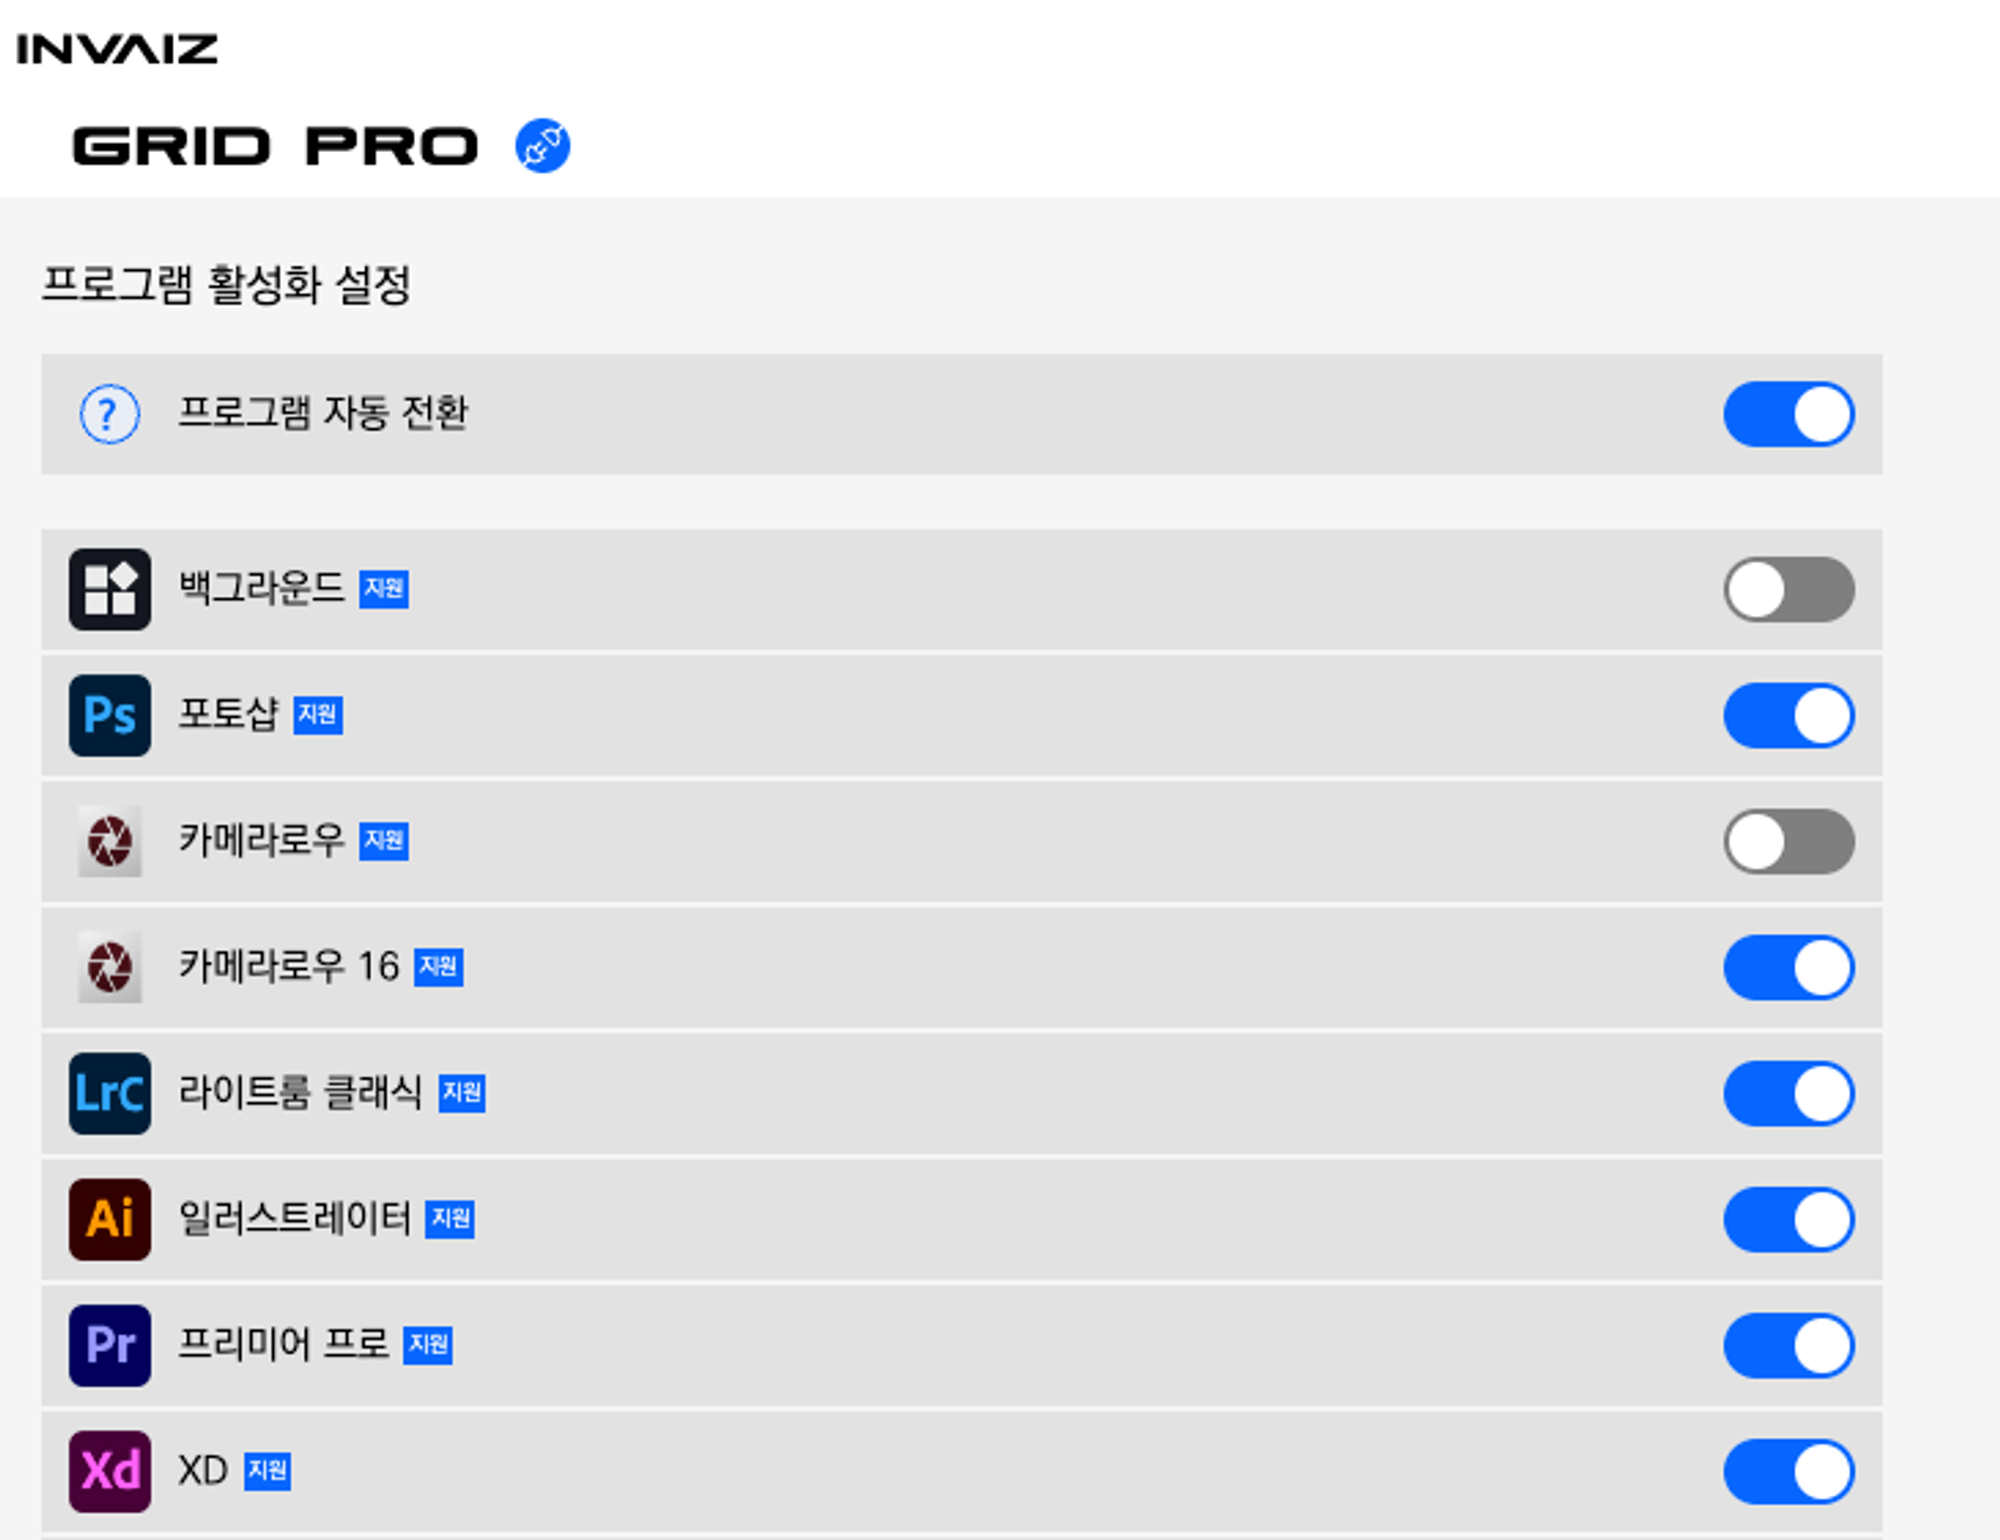 INVAIZ
GRID PRO
프로그램 활성화 설정
? 프로그램 자동 전환
백그라운드 지원
Ps 포토샵 지원
카메라로우 지원
카메라로우 16 지원
LrC 라이트룸 클래식 지원
Ai 일러스트레이터 지원
Pr 프리미어 프로 지원
Xd XD 지원